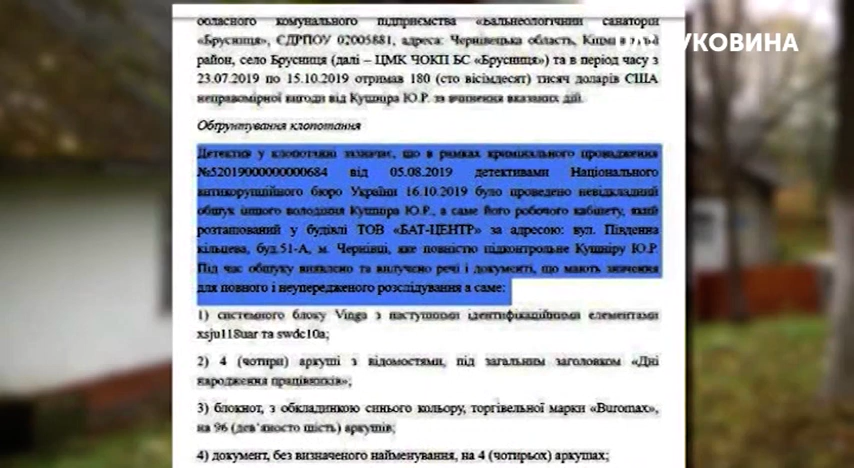 обласного комунального підприємства «Бальнеологічний санаторій
«Брусниця», ЄДРПОУ 02005881, адреса: Чернівецька область,
район, село Брусниця (далі – ЦМК ЧОКП БС «Брусниця») та в період часу з
23.07.2019 по 15.10.2019 отримав 180 (сто вісімдесят) тисяч доларів США
неправомірної вигоди від Кушніра Ю.Р. за вчинення вказаних дій.
УКОВИНА
Обґрунтування клопотання
Детектив у клопотанні зазначає, що в рамках кримінального провадження
№52019000000000684 від 05.08.2019 детективами Національного
антикорупційного бюро України 16.10.2019 було проведено невідкладний
обшук іншого володіння Кушніра Ю.Р., а саме його робочого кабінету, який
розташований у будівлі ТОВ «БАТ-ЦЕНТР» за адресою: вул. Південна
кільцева, буд.51-А, м. Чернівці, яке повністю підконтрольне Кушніру Ю.Р.
Під час обшуку виявлено та вилучено речі і документи, що мають значення
для повного і неупередженого розслідування а саме:
1) системного блоку Vinga з наступними ідентифікаційними елементами
xsju118uar та swdc10a;
2) 4 (чотири) аркуші з відомостями, під загальним заголовком «Дні
народження працівників»;
3) блокнот, з обкладинкою синього кольору, торгівельної марки «Buromax»,
на 96 (дев’яносто шість) аркушів;
4) документ, без визначеного найменування, на 4 (чотирьох) аркушах;